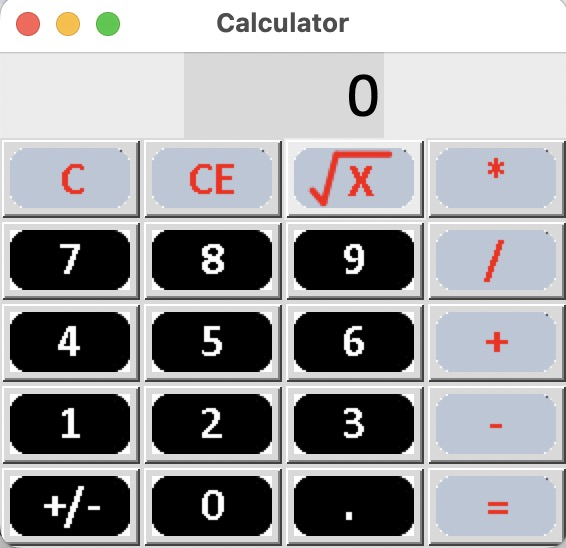 Calculator
0
C CE √X *
7 8 9 /
4 5 6 +
1 2 3 -
+/- 0 . =